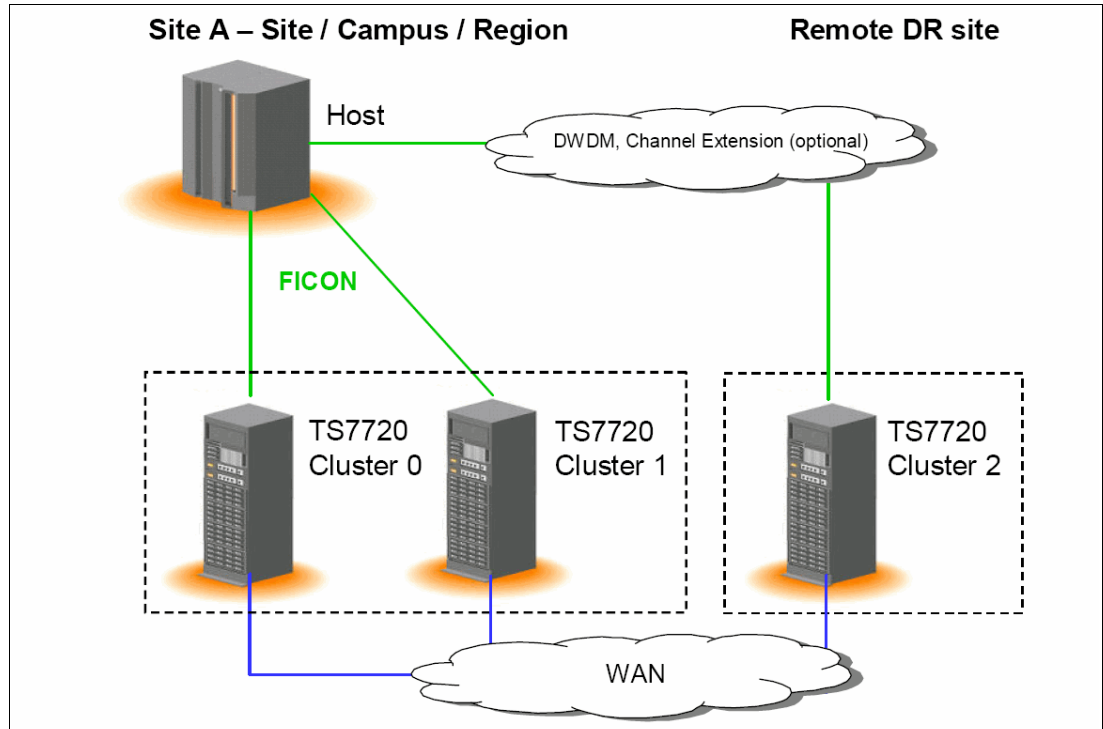 Site A – Site / Campus / Region
Remote DR site
Host
DWDM, Channel Extension (optional)
FICON
TS7720
Cluster 0
TS7720
Cluster 1
TS7720
Cluster 2
WAN